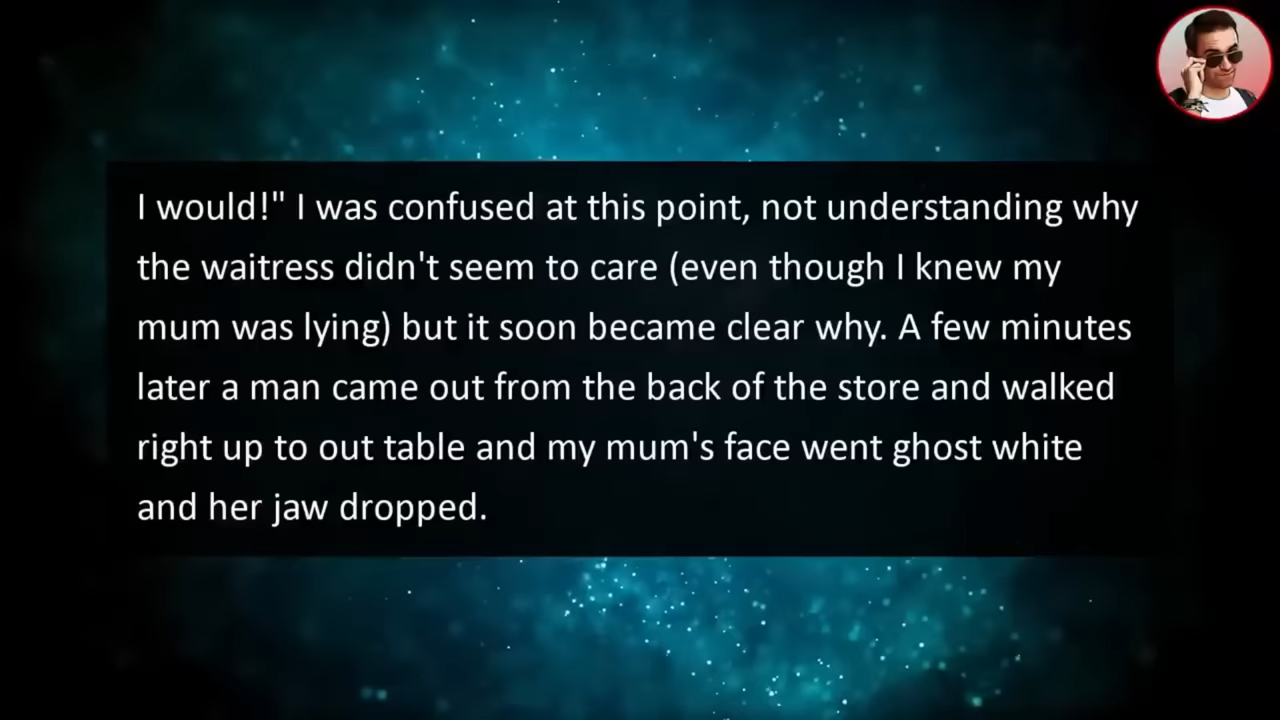 I would!" I was confused at this point, not understanding why
the waitress didn't seem to care (even though I knew my
mum was lying) but it soon became clear why. A few minutes
later a man came out from the back of the store and walked
right up to out table and my mum's face went ghost white
and her jaw dropped.